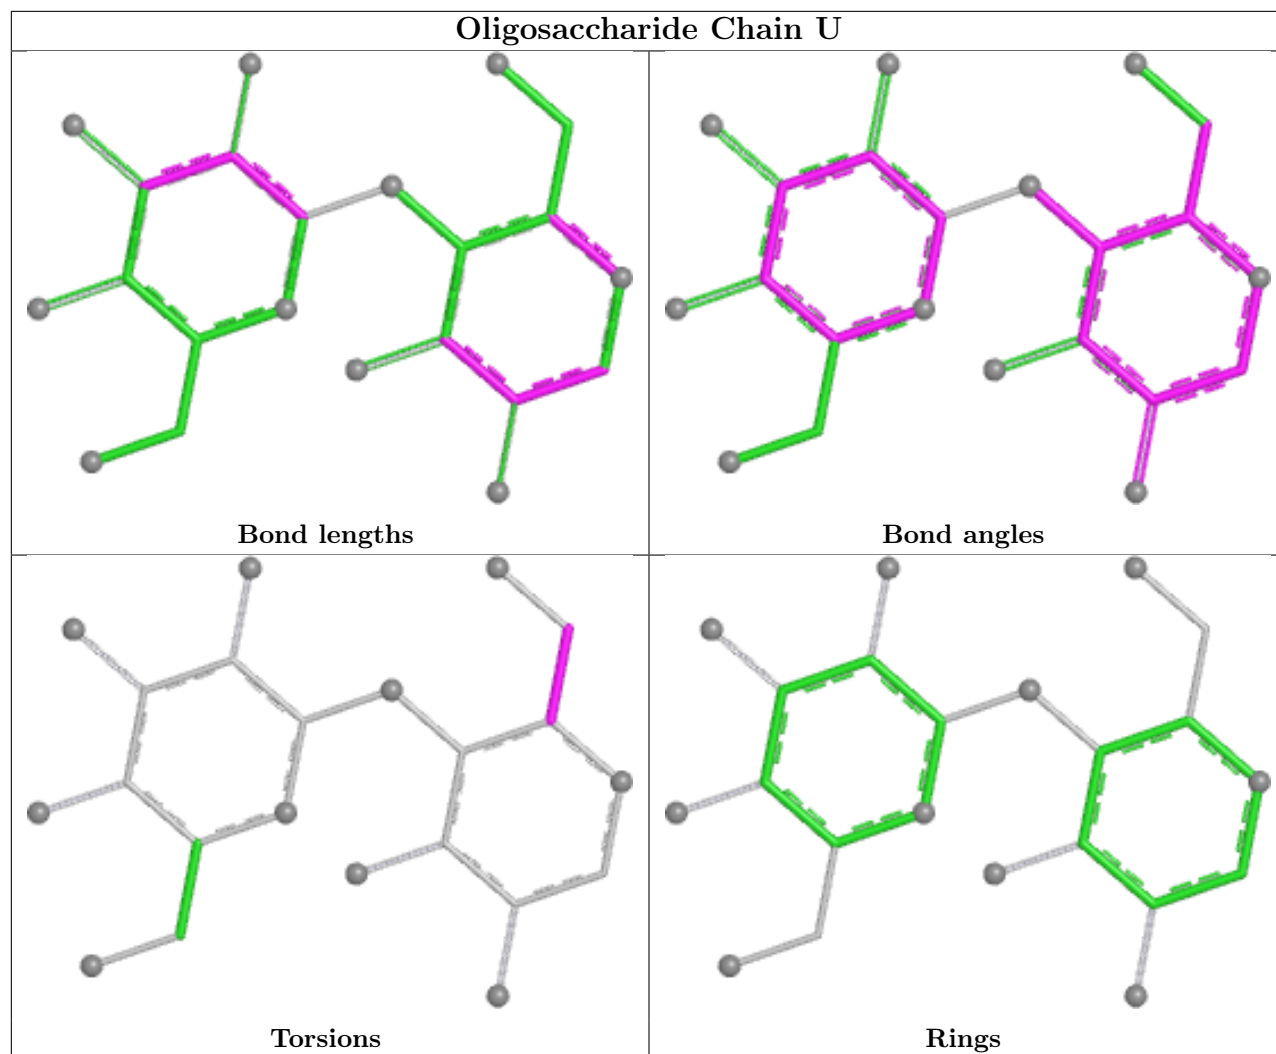 Oligosaccharide Chain U
Bond lengths
Bond angles
Torsions
Rings